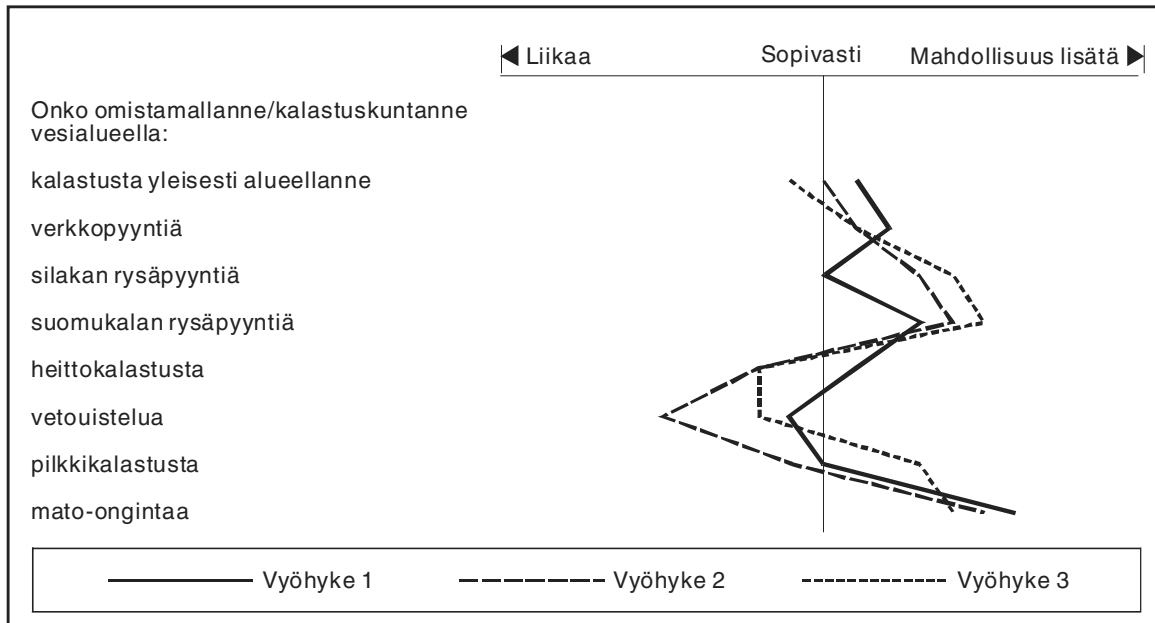 Liikaa Sopivasti Mahdollisuus lisätä
Onko omistamallanne/kalastuskuntanne
vesialueella:
kalastusta yleisesti alueellanne
verkkopyyntiä
silakan rysäpyyntiä
suomukalan rysäpyyntiä
heittokalastusta
vetouistelua
pilkkikalastusta
mato-ongintaa
Vyöhyke 1 Vyöhyke 2 Vyöhyke 3